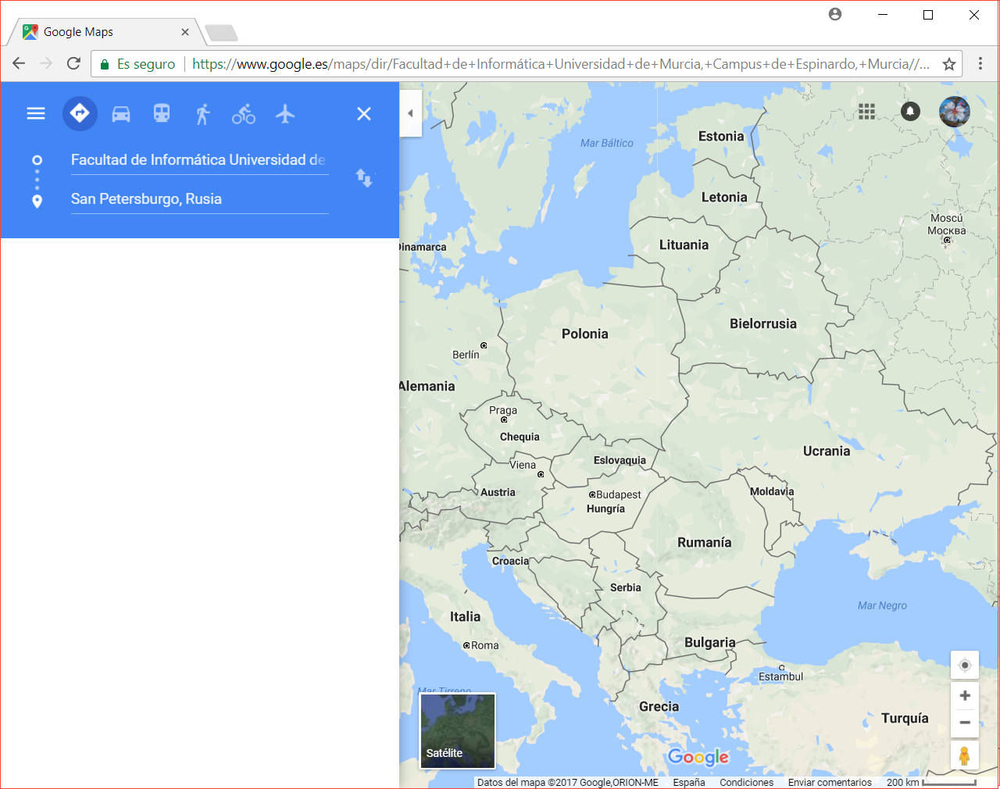 Google Maps
Es seguro
https://www.google.es/maps/dir/Facultad+de+Informática+Universidad+de+Murcia,+Campus+de+Espinardo,+Murcia//...
Facultad de Informática Universidad de
San Petersburgo, Rusia
Mar Báltico
Estonia
Letonia
Moscú
Москва
Lituania
Dinamarca
Bielorrusia
Polonia
Berlín
Alemania
Praga
Chequia
Ucrania
Eslovaquia
Viena
Austria
Moldavia
Budapest
Hungría
Rumanía
Croacia
Serbia
Mar Negro
Italia
Roma
Bulgaria
Estambul
Mar Tirreno
Grecia
Turquía
Satélite
Google
Datos del mapa ©2017 Google,ORION-ME España Condiciones Enviar comentarios 200 km